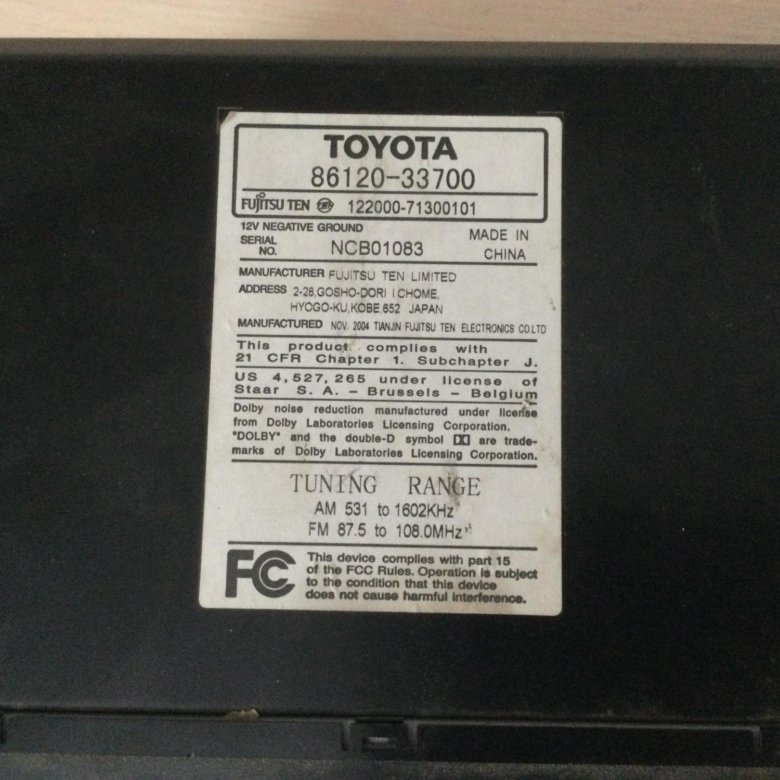 TOYOTA
86120-33700
FUJITSU TEN 122000-71300101
12V NEGATIVE GROUND
SERIAL NO. NCB01083
MADE IN CHINA
MANUFACTURER FUJITSU TEN LIMITED
ADDRESS 2-28,GOSHO-DORI ICHOME,
HYOGO-KU,KOBE,652 JAPAN
MANUFACTURED NOV. 2004 TIANJIN FUJITSU TEN ELECTRONICS CO.LTD
This product complies with
21 CFR Chapter 1. Subchapter J.
US 4,527,265 under license of
Staar S. A. – Brussels – Belgium
Dolby noise reduction manufactured under license
from Dolby Laboratories Licensing Corporation.
"DOLBY" and the double-D symbol are trade-
marks of Dolby Laboratories Licensing Corporation.
TUNING RANGE
AM 531 to 1602KHz
FM 87.5 to 108.0MHz
FC This device complies with part 15
of the FCC Rules. Operation is subject
to the condition that this device
does not cause harmful interference.